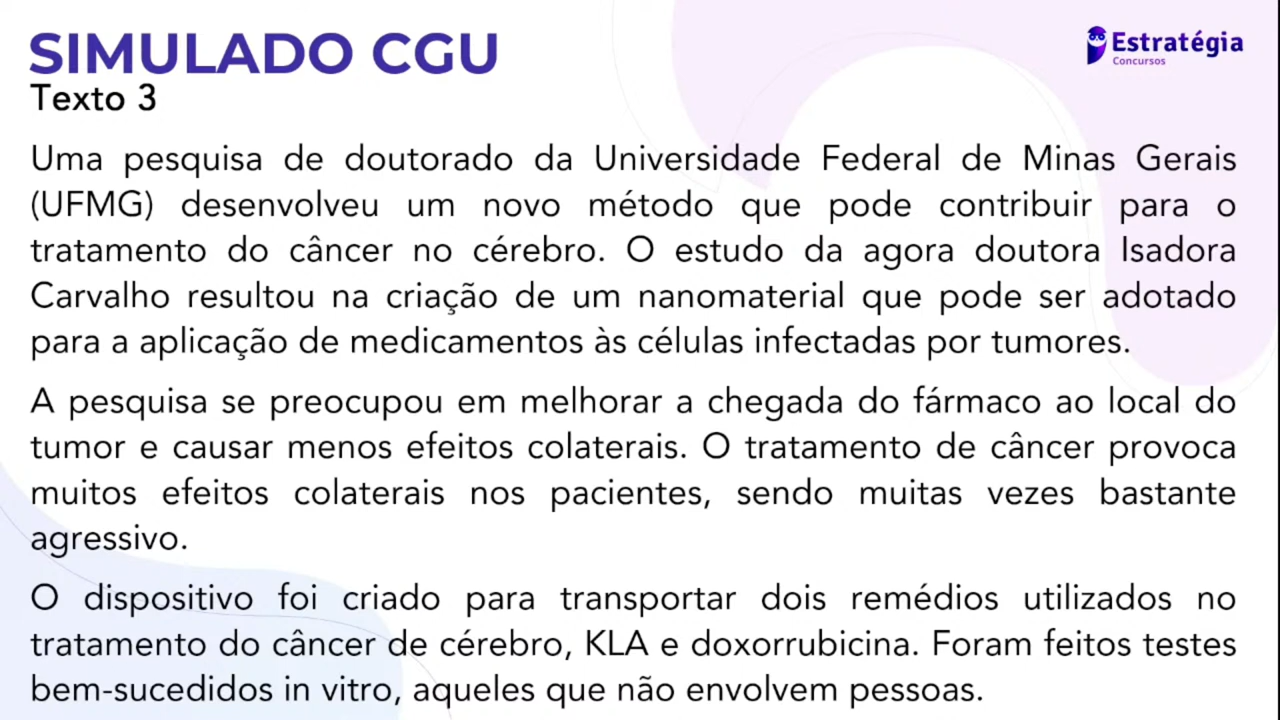 SIMULADO CGU
Estratégia
Concursos
Texto 3
Uma pesquisa de doutorado da Universidade Federal de Minas Gerais
(UFMG) desenvolveu um novo método que pode contribuir para o
tratamento do câncer no cérebro. O estudo da agora doutora Isadora
Carvalho resultou na criação de um nanomaterial que pode ser adotado
para a aplicação de medicamentos às células infectadas por tumores.
A pesquisa se preocupou em melhorar a chegada do fármaco ao local do
tumor e causar menos efeitos colaterais. O tratamento de câncer provoca
muitos efeitos colaterais nos pacientes, sendo muitas vezes bastante
agressivo.
O dispositivo foi criado para transportar dois remédios utilizados no
tratamento do câncer de cérebro, KLA e doxorrubicina. Foram feitos testes
bem-sucedidos in vitro, aqueles que não envolvem pessoas.